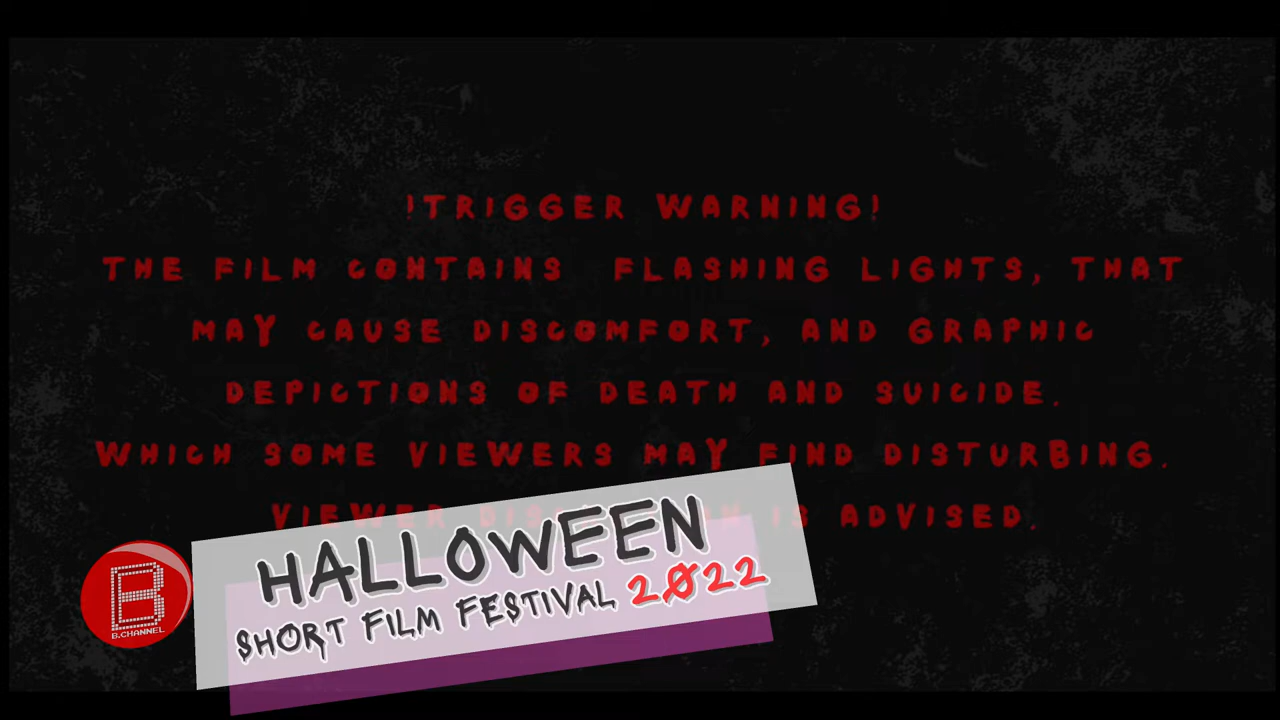 !TRIGGER WARNING!
THE FILM CONTAINS FLASHING LIGHTS, THAT
MAY CAUSE DISCOMFORT, AND GRAPHIC
DEPICTIONS OF DEATH AND SUICIDE.
WHICH SOME VIEWERS MAY FIND DISTURBING.
VIEWER IS ADVISED.
HALLOWEEN
SHORT FILM FESTIVAL 2022
B
B.CHANNEL